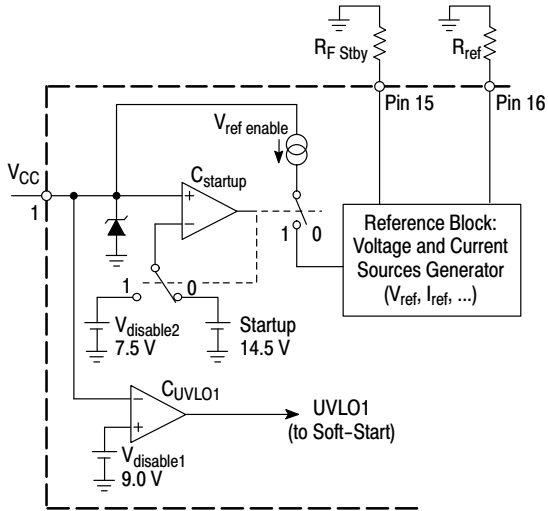 R_F Stby
R_ref
Pin 15
Pin 16
V_ref enable
V_CC
C_startup
1
+
−
1 0
Reference Block:
Voltage and Current
Sources Generator
(V_ref, I_ref, ...)
1
0
V_disable2
7.5 V
Startup
14.5 V
C_UVLO1
−
+
UVLO1
(to Soft−Start)
V_disable1
9.0 V